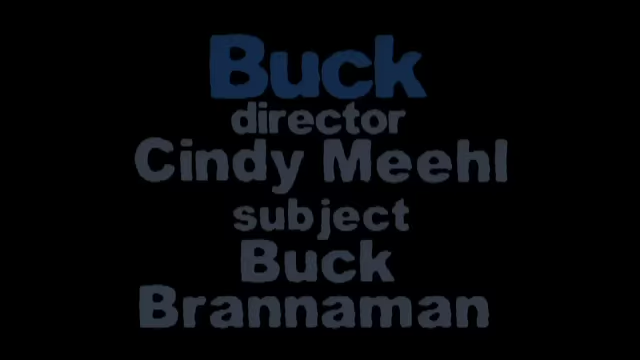 Buck
director
Cindy Meehl
subject
Buck
Brannaman